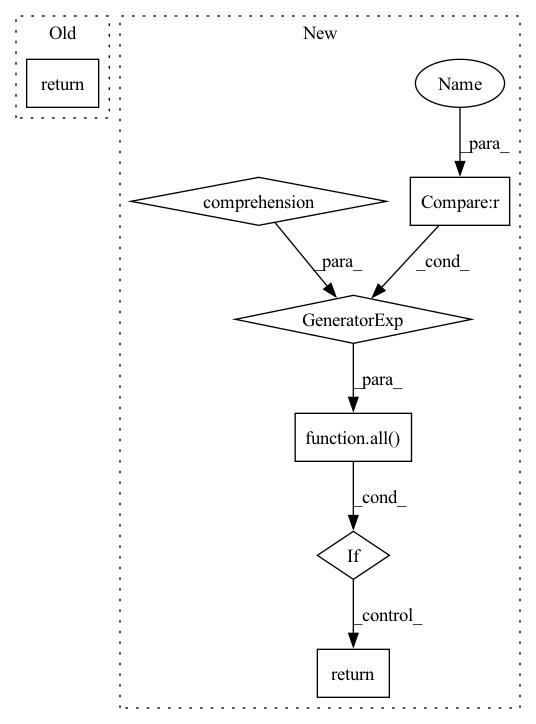 Old
New
return
Name
_para_
comprehension
Compare:r
_para_
_cond_
GeneratorExp
_para_
function.all()
_cond_
If
_control_
return